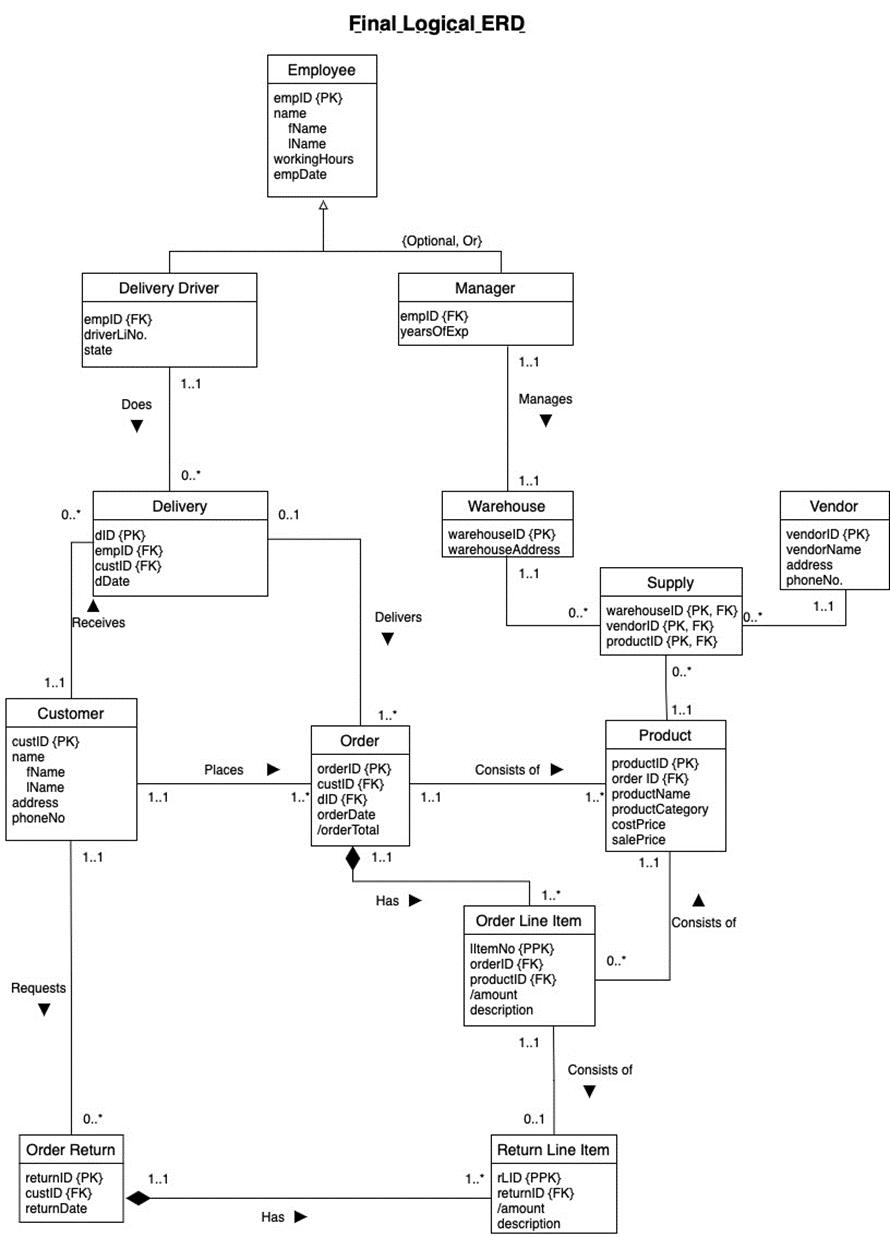 Final Logical ERD
Employee
empID {PK}
name
fName
lName
workingHours
empDate
{Optional, Or}
Delivery Driver
empID {FK}
driverLiNo.
state
Manager
empID {FK}
yearsOfExp
1..1
1..1
Does
Manages
0..*
1..1
Delivery
dID {PK}
empID {FK}
custID {FK}
dDate
0..*
0..1
Warehouse
warehouseID {PK}
warehouseAddress
Vendor
vendorID {PK}
vendorName
address
phoneNo.
1..1
Supply
warehouseID {PK, FK}
vendorID {PK, FK}
productID {PK, FK}
0..*
0..*
1..1
Receives
Delivers
0..*
1..1
1..1
1..*
Customer
custID {PK}
name
fName
lName
address
phoneNo
Places
1..1
1..*
Order
orderID {PK}
custID {FK}
dID {FK}
orderDate
/orderTotal
Consists of
1..1
1..*
Product
productID {PK}
order ID {FK}
productName
productCategory
costPrice
salePrice
1..1
1..1
1..1
Has
1..*
Consists of
Order Line Item
lItemNo {PPK}
orderID {FK}
productID {FK}
/amount
description
0..*
Requests
1..1
Consists of
0..*
0..1
Order Return
returnID {PK}
custID {FK}
returnDate
1..1
1..*
Has
Return Line Item
rLID {PPK}
returnID {FK}
/amount
description